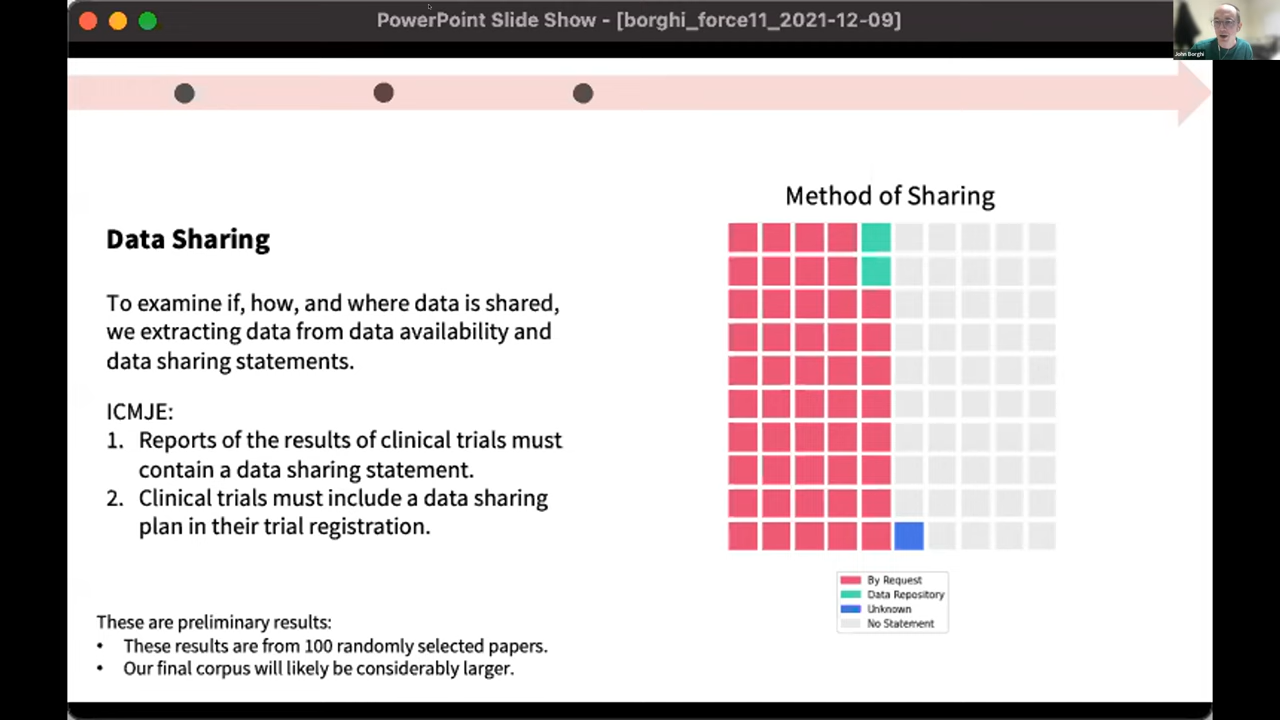 PowerPoint Slide Show - [borghi_force11_2021-12-09]
John Borghi
Method of Sharing
Data Sharing
To examine if, how, and where data is shared,
we extracting data from data availability and
data sharing statements.
ICMJE:
1. Reports of the results of clinical trials must
contain a data sharing statement.
2. Clinical trials must include a data sharing
plan in their trial registration.
By Request
Data Repository
Unknown
No Statement
These are preliminary results:
• These results are from 100 randomly selected papers.
• Our final corpus will likely be considerably larger.